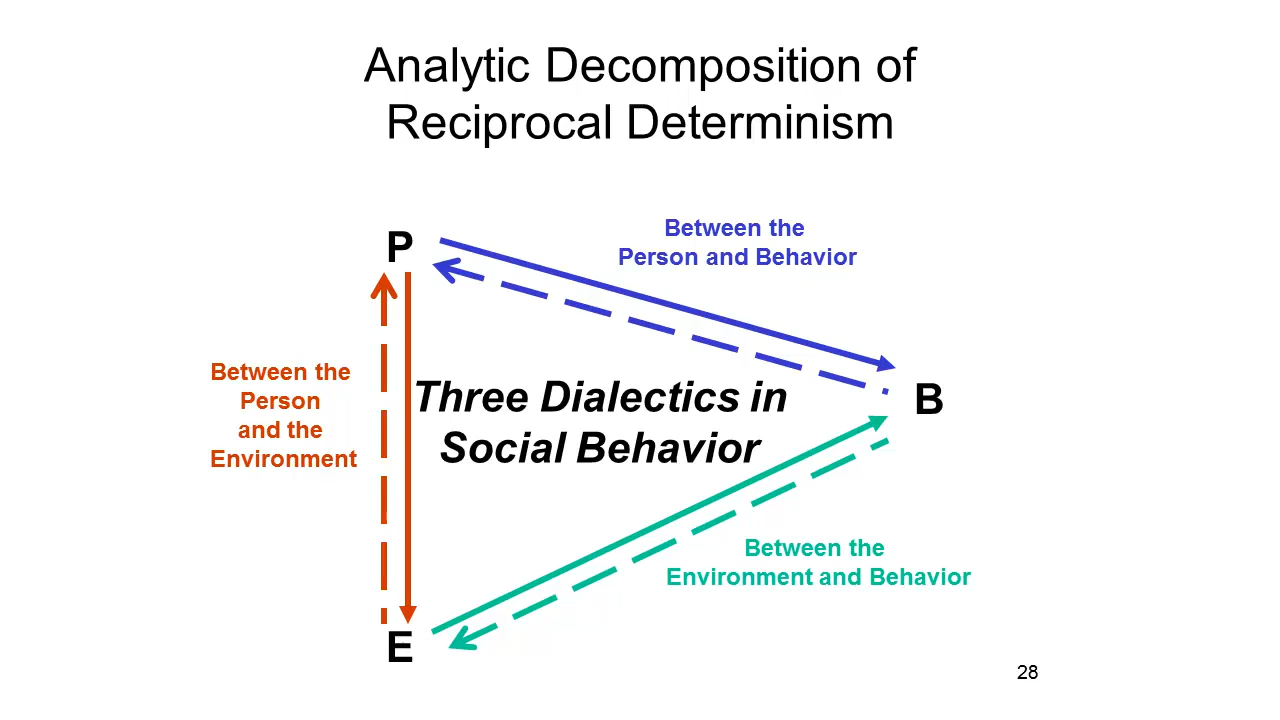 Analytic Decomposition of
Reciprocal Determinism
P
Between the
Person and Behavior
Between the
Person
and the
Environment
Three Dialectics in
Social Behavior
B
Between the
Environment and Behavior
E
28